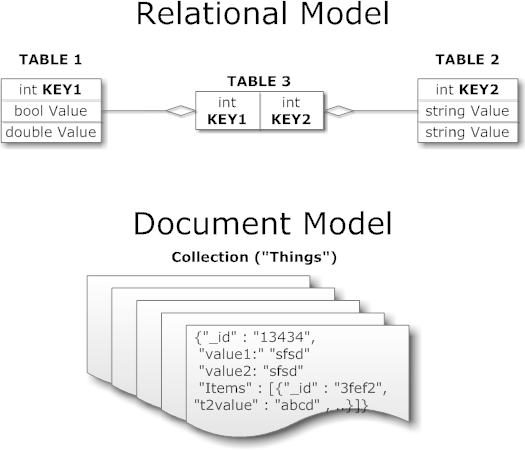 Relational Model
TABLE 1
int KEY1
bool Value
double Value
TABLE 3
int KEY1
int KEY2
TABLE 2
int KEY2
string Value
string Value
Document Model
Collection ("Things")
{"_id" : "13434",
"value1:" "sfsd"
"value2: "sfsd"
"Items" : [{"_id" : "3fef2",
"t2value" : "abcd" , ..}]}